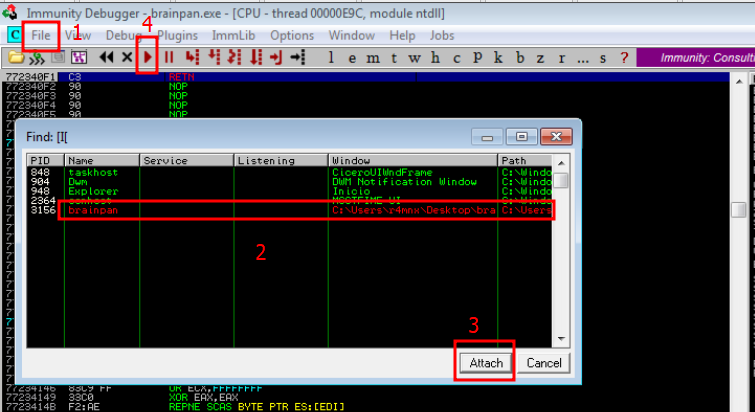 Immunity Debugger - brainpan.exe - [CPU - thread 00000E9C, module ntdll]
1 4
C File View Debug Plugins ImmLib Options Window Help Jobs
l e m t w h c P k b z r ... s ? Immunity: Consulti
772340F1 C3 RETN
772340F2 90 NOP
772340F3 90 NOP
772340F4 90 NOP
772340F5 90 NOP
Find: [I[
PID Name Service Listening Window Path
848 taskhost CiceroUIWndFrame C:\Windo
904 Dwm DWM Notification Window C:\Windo
948 Explorer Inicio C:\Windo
2364 conhost MSCTFIME UI C:\Windo
3156 brainpan C:\Users\r4mnx\Desktop\bra C:\Users
2
3
Attach Cancel
77234146 83C9 FF OR ECX,FFFFFFFF
77234149 33C0 XOR EAX,EAX
7723414B F2:AE REPNE SCAS BYTE PTR ES:[EDI]